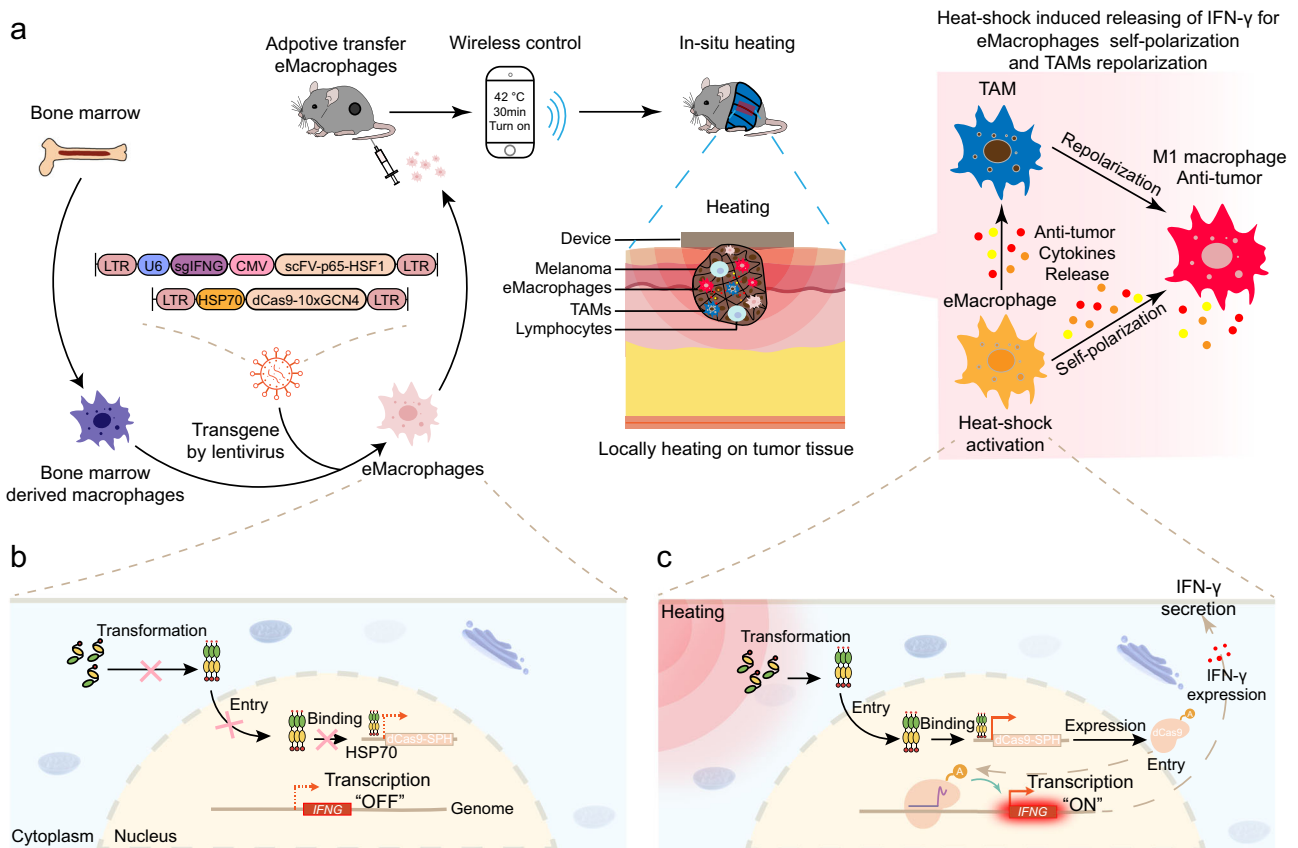 a
Adpotive transfer
eMacrophages
Wireless control
42 °C
30min
Turn on
In-situ heating
Heat-shock induced releasing of IFN-γ for
eMacrophages self-polarization
and TAMs repolarization
Bone marrow
LTR U6 sgIFNG CMV scFV-p65-HSF1 LTR
LTR HSP70 dCas9-10xGCN4 LTR
Transgene
by lentivirus
Bone marrow
derived macrophages
eMacrophages
Heating
Device
Melanoma
eMacrophages
TAMs
Lymphocytes
Locally heating on tumor tissue
TAM
Repolarization
M1 macrophage
Anti-tumor
Anti-tumor
Cytokines
Release
eMacrophage
Self-polarization
Heat-shock
activation
b
Transformation
Entry
Binding
HSP70
dCas9-SPH
Transcription
“OFF”
IFNG
Genome
Cytoplasm
Nucleus
c
Heating
Transformation
Entry
Binding
dCas9-SPH
Expression
A
dCas9
Entry
IFN-γ
secretion
IFN-γ
expression
A
Transcription
“ON”
IFNG